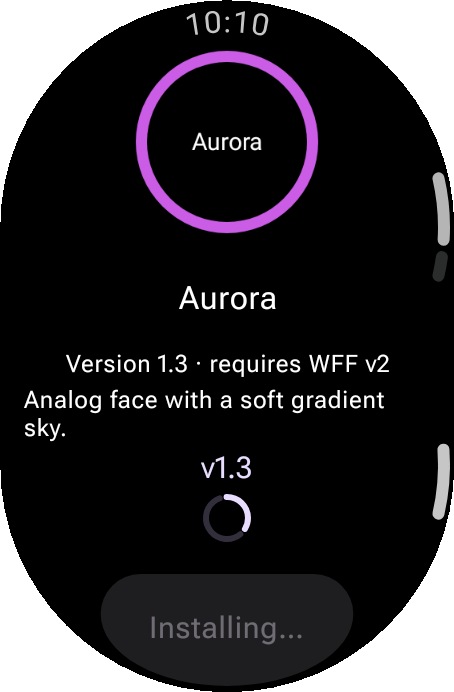 10:10
Aurora
Aurora
Version 1.3 · requires WFF v2
Analog face with a soft gradient
sky.
v1.3
Installing...